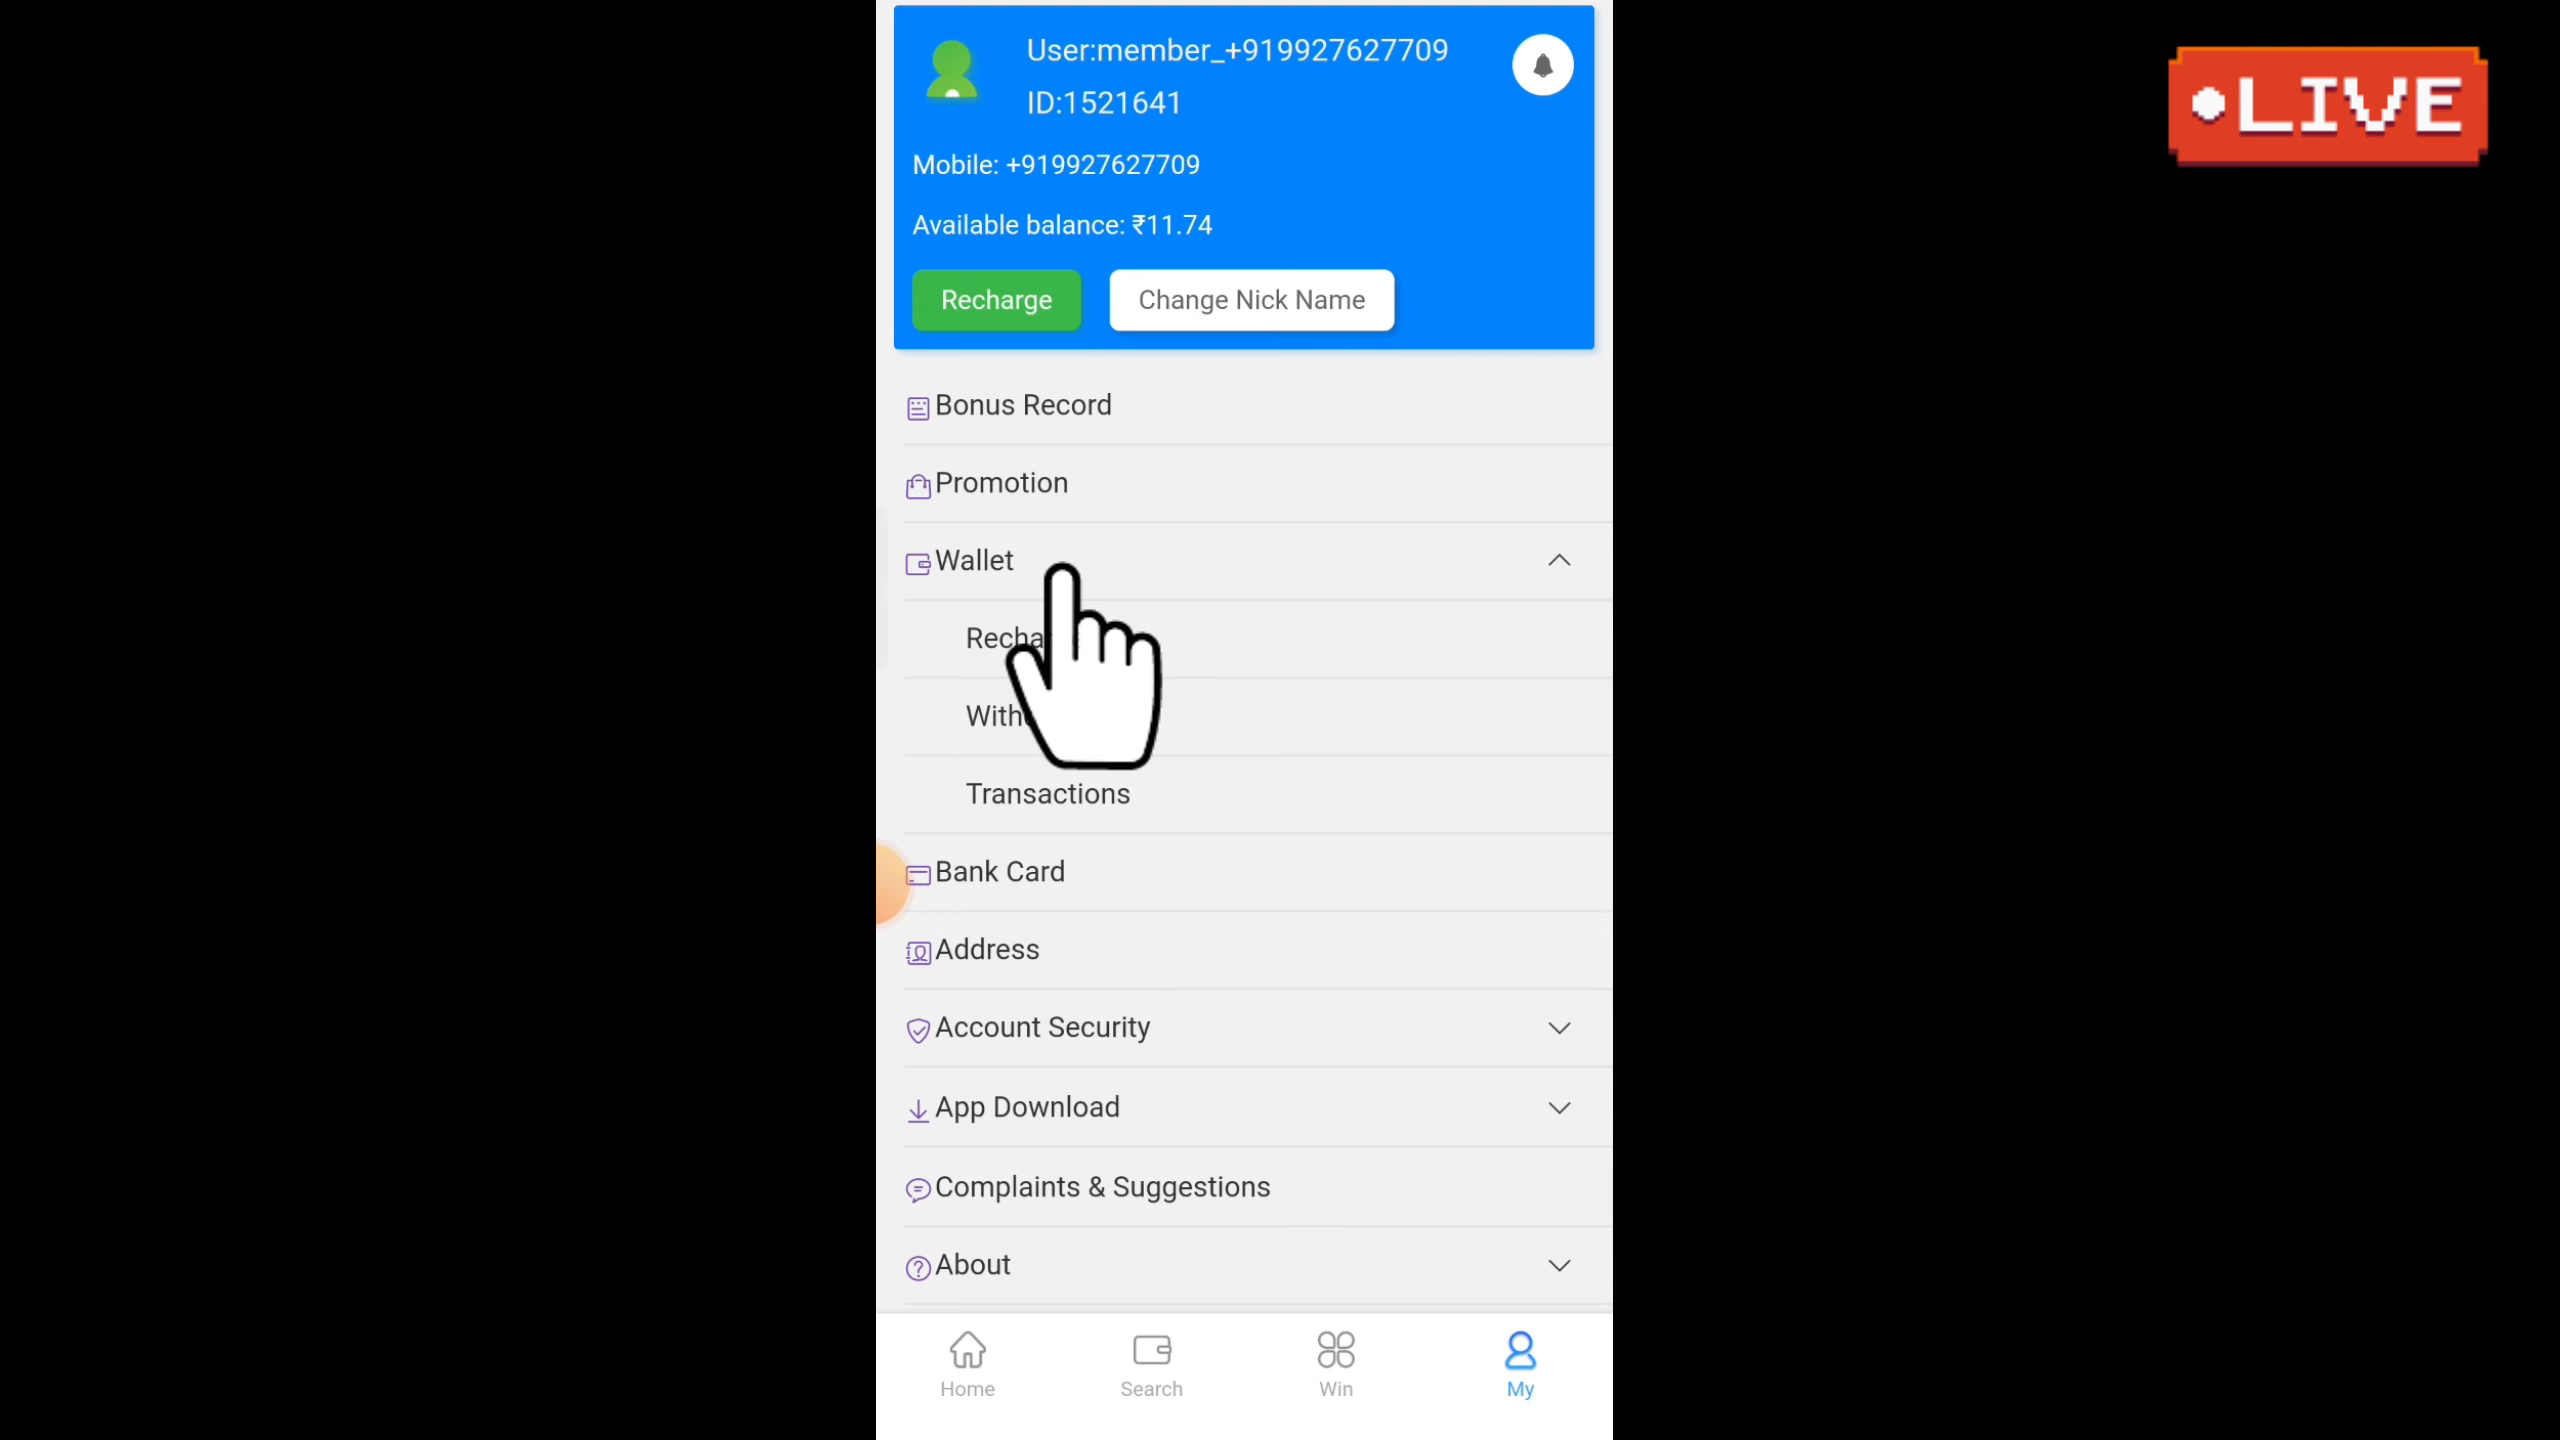 User:member_+919927627709
LIVE
ID:1521641
Mobile: +919927627709
Available balance: ₹11.74
Recharge
Change Nick Name
Bonus Record
Promotion
Wallet
Transactions
Bank Card
Address
Account Security
App Download
Complaints & Suggestions
About
Home
Search
Win
My